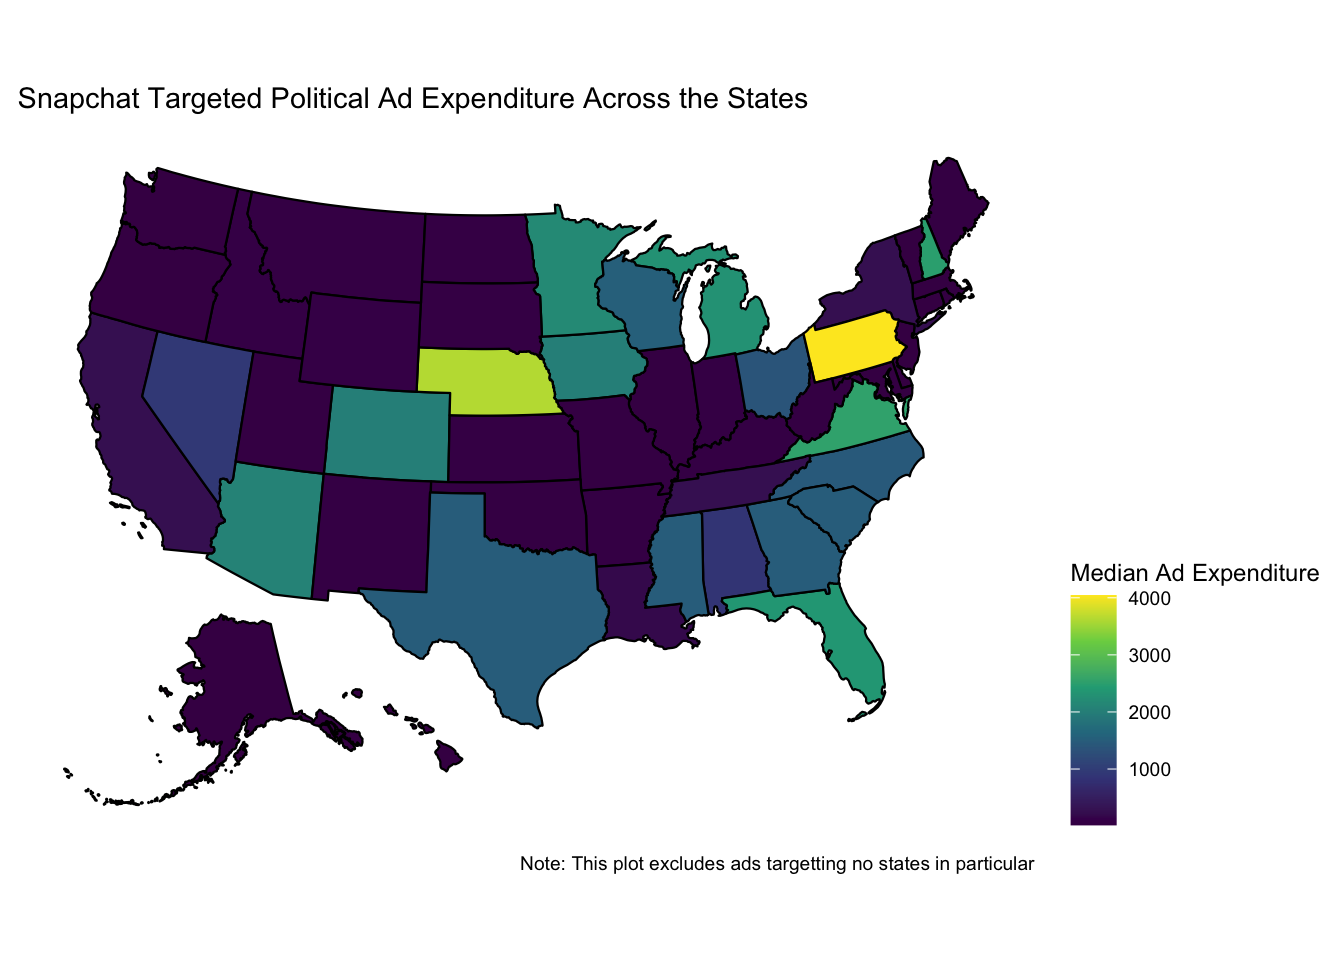 Snapchat Targeted Political Ad Expenditure Across the States
Median Ad Expenditure
4000
3000
2000
1000
Note: This plot excludes ads targetting no states in particular